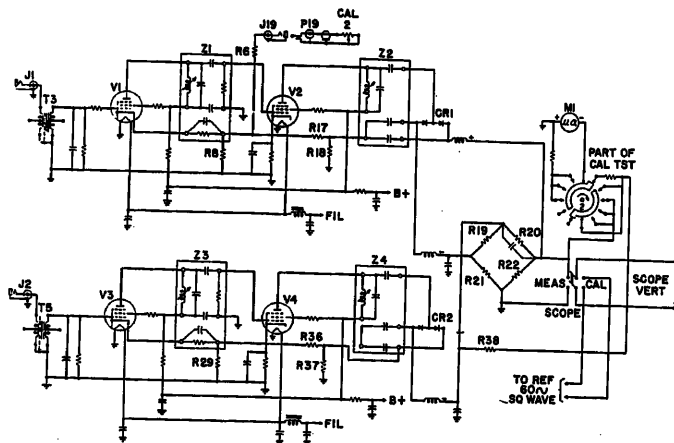 J19
P19
CAL
2
R6
J1
T3
V1
Z1
V2
Z2
CR1
M1
+
-
μa
R17
R18
R8
PART OF
CAL TST
2
B+
FIL
R19
R20
R21
R22
MEAS.
CAL
SCOPE
SCOPE
VERT
J2
T5
V3
Z3
V4
Z4
CR2
R36
R37
R29
R38
B+
FIL
TO REF
60~
SQ WAVE